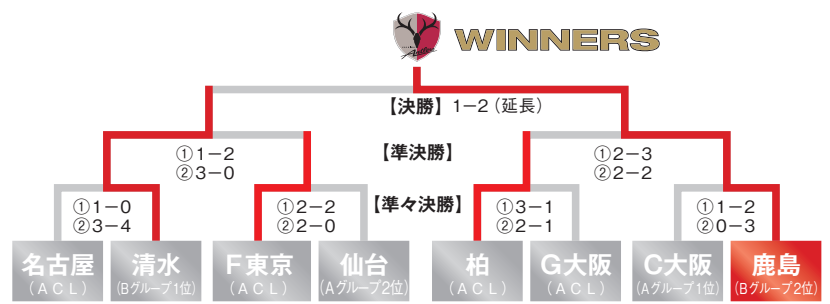 WINNERS
【決勝】1－2（延長）
①1－2
②3－0
【準決勝】
①2－3
②2－2
①1－0
②3－4
①2－2
②2－0
【準々決勝】
①3－1
②2－1
①1－2
②0－3
名古屋
（ＡＣＬ）
清水
（Bグループ1位）
Ｆ東京
（ＡＣＬ）
仙台
（Aグループ2位）
柏
（ＡＣＬ）
Ｇ大阪
（ＡＣＬ）
Ｃ大阪
（Aグループ1位）
鹿島
（Bグループ2位）